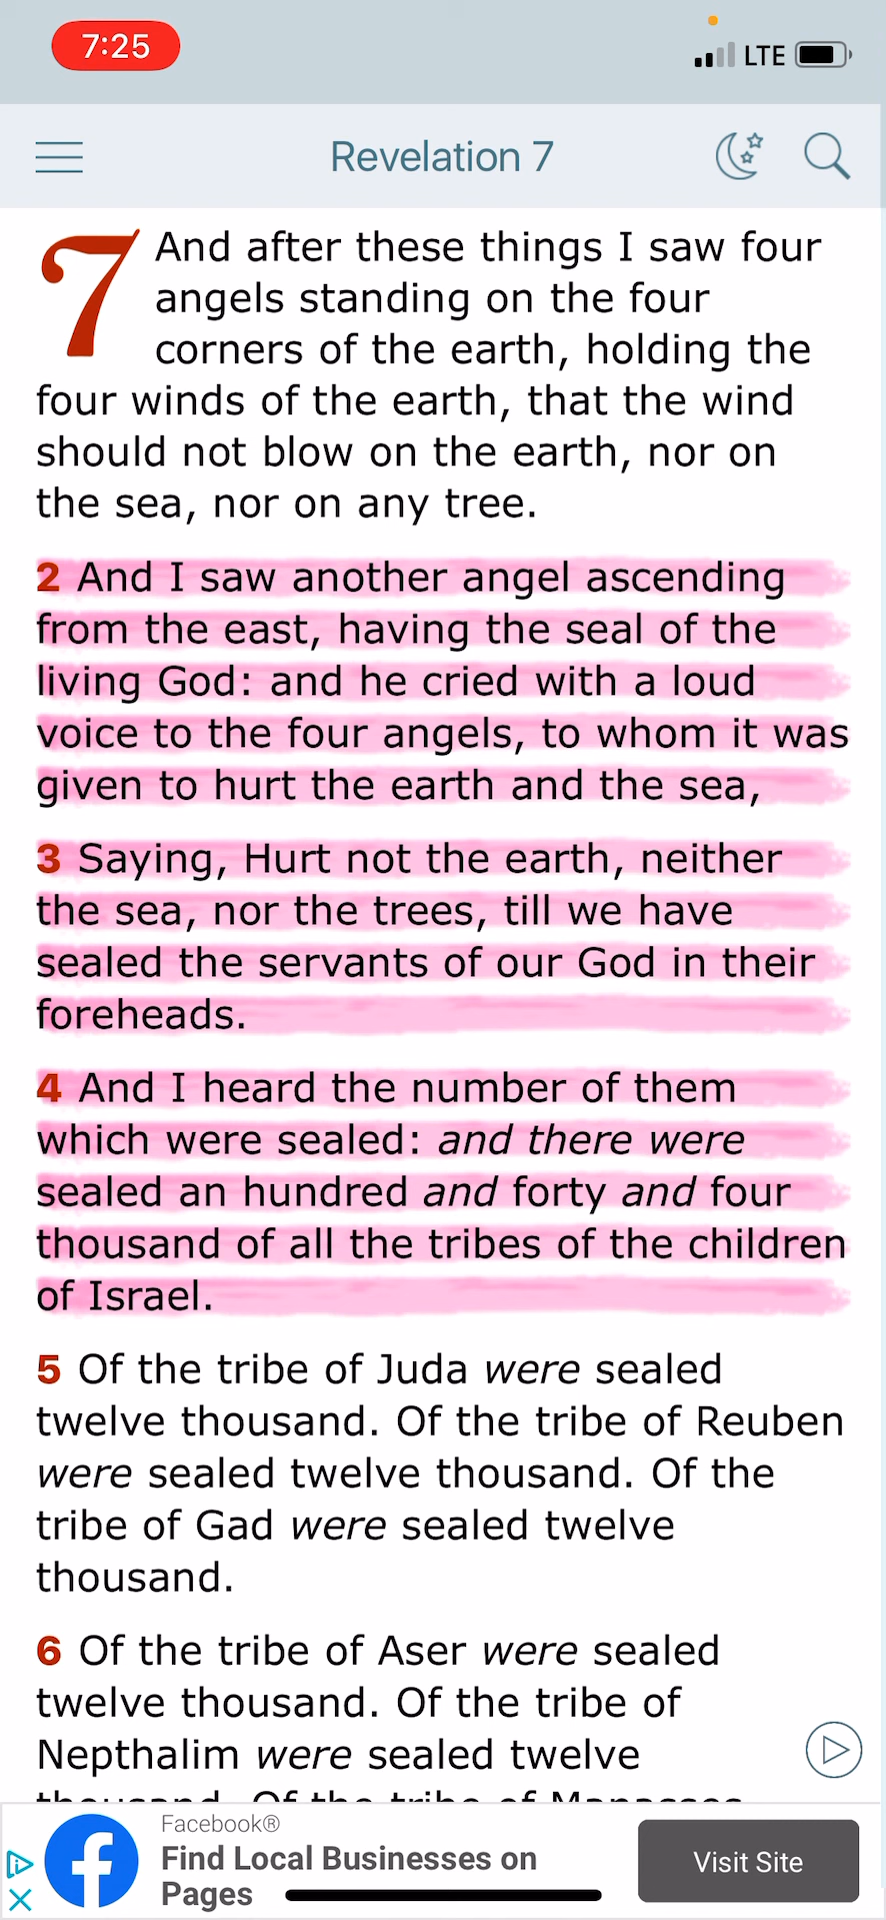 7:25
LTE
Revelation 7
7 And after these things I saw four
angels standing on the four
corners of the earth, holding the
four winds of the earth, that the wind
should not blow on the earth, nor on
the sea, nor on any tree.
2 And I saw another angel ascending
from the east, having the seal of the
living God: and he cried with a loud
voice to the four angels, to whom it was
given to hurt the earth and the sea,
3 Saying, Hurt not the earth, neither
the sea, nor the trees, till we have
sealed the servants of our God in their
foreheads.
4 And I heard the number of them
which were sealed: and there were
sealed an hundred and forty and four
thousand of all the tribes of the children
of Israel.
5 Of the tribe of Juda were sealed
twelve thousand. Of the tribe of Reuben
were sealed twelve thousand. Of the
tribe of Gad were sealed twelve
thousand.
6 Of the tribe of Aser were sealed
twelve thousand. Of the tribe of
Nepthalim were sealed twelve
thousand. Of the tribe of Manasses
Facebook®
Find Local Businesses on
Pages
Visit Site